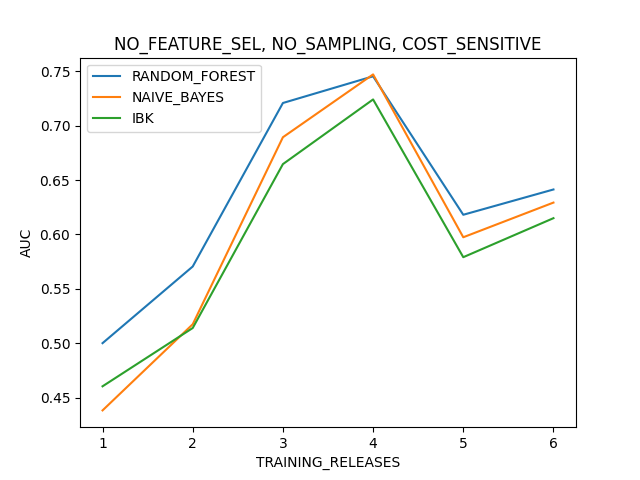 NO_FEATURE_SEL, NO_SAMPLING, COST_SENSITIVE
RANDOM_FOREST
NAIVE_BAYES
IBK
0.75
0.70
0.65
0.60
0.55
0.50
0.45
AUC
1 2 3 4 5 6
TRAINING_RELEASES